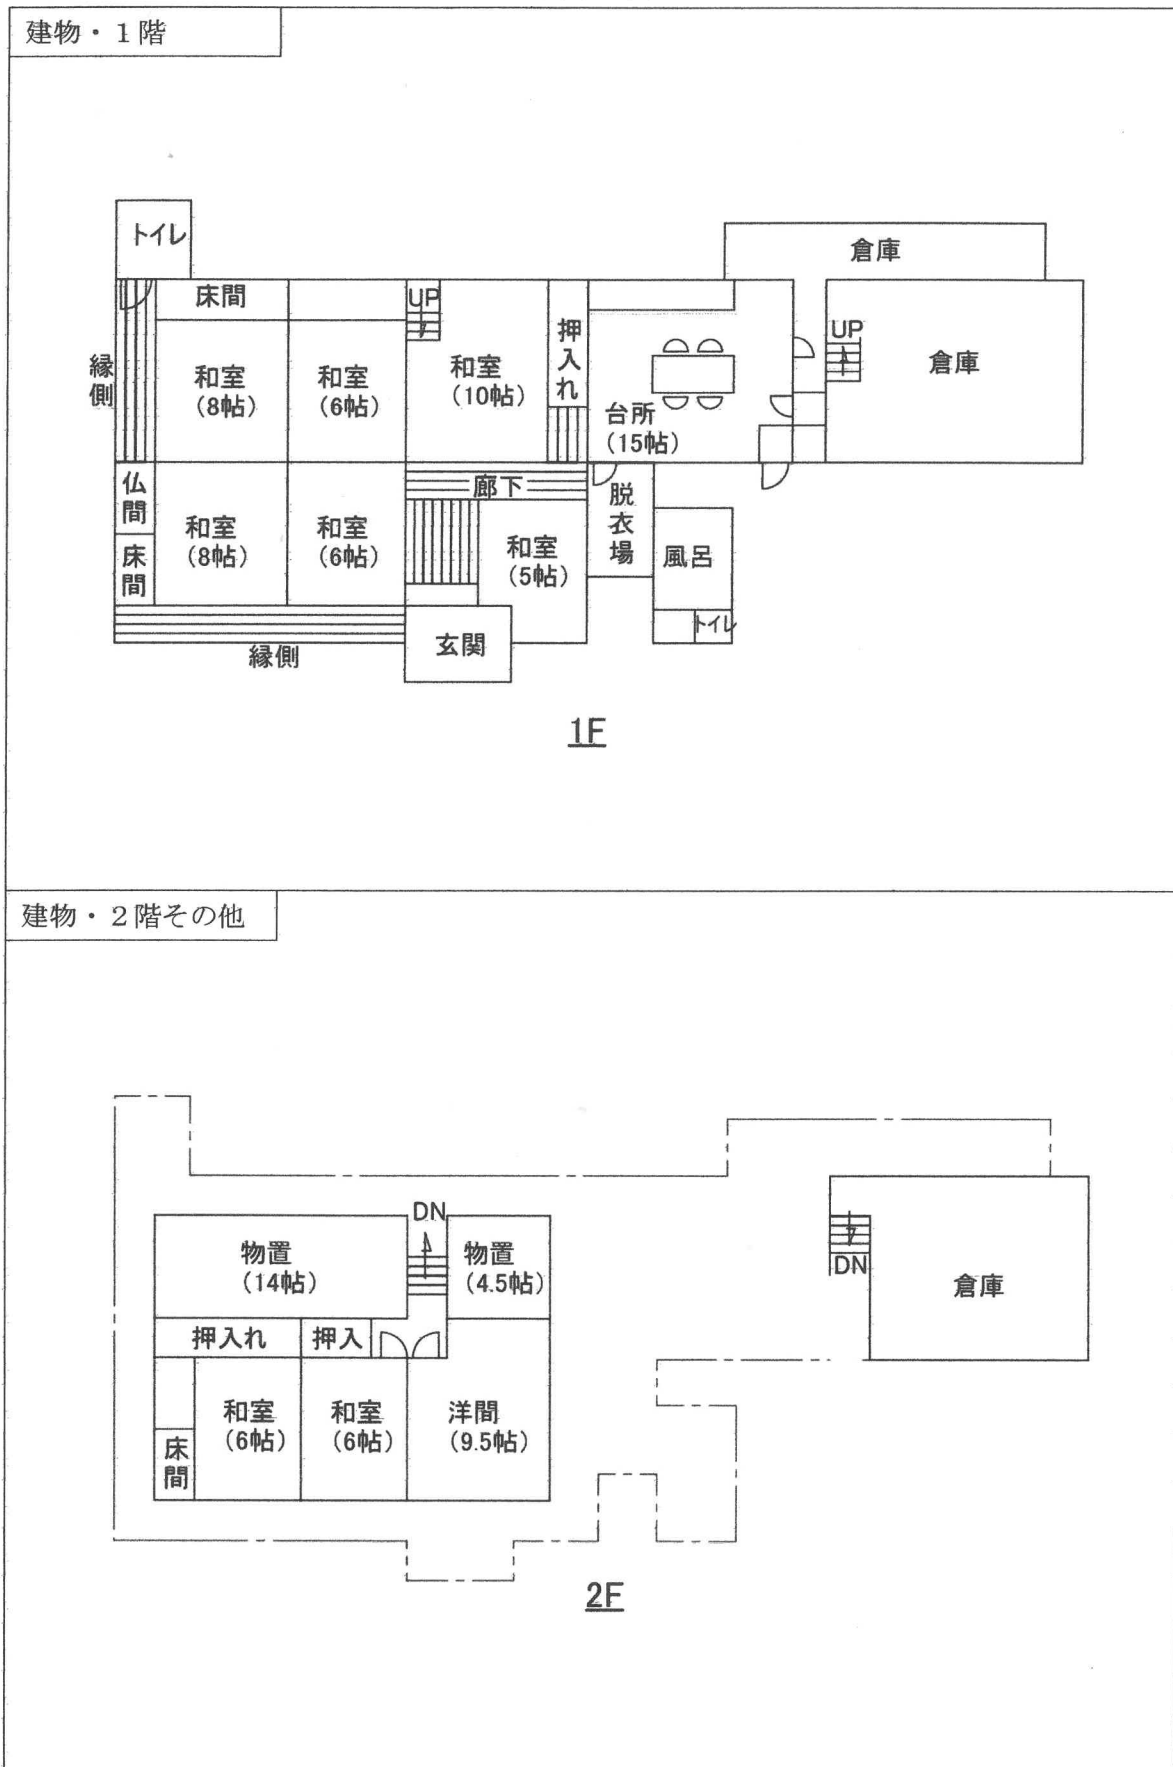 建物・1階
トイレ
倉庫
床間
UP
押入れ
UP
倉庫
縁側
和室
(8帖)
和室
(6帖)
和室
(10帖)
台所
(15帖)
仏間
廊下
脱衣場
和室
(8帖)
和室
(6帖)
和室
(5帖)
風呂
床間
トイレ
玄関
縁側
1F
建物・2階その他
DN
物置
(14帖)
物置
(4.5帖)
DN
倉庫
押入れ
押入
和室
(6帖)
和室
(6帖)
洋間
(9.5帖)
床間
2F